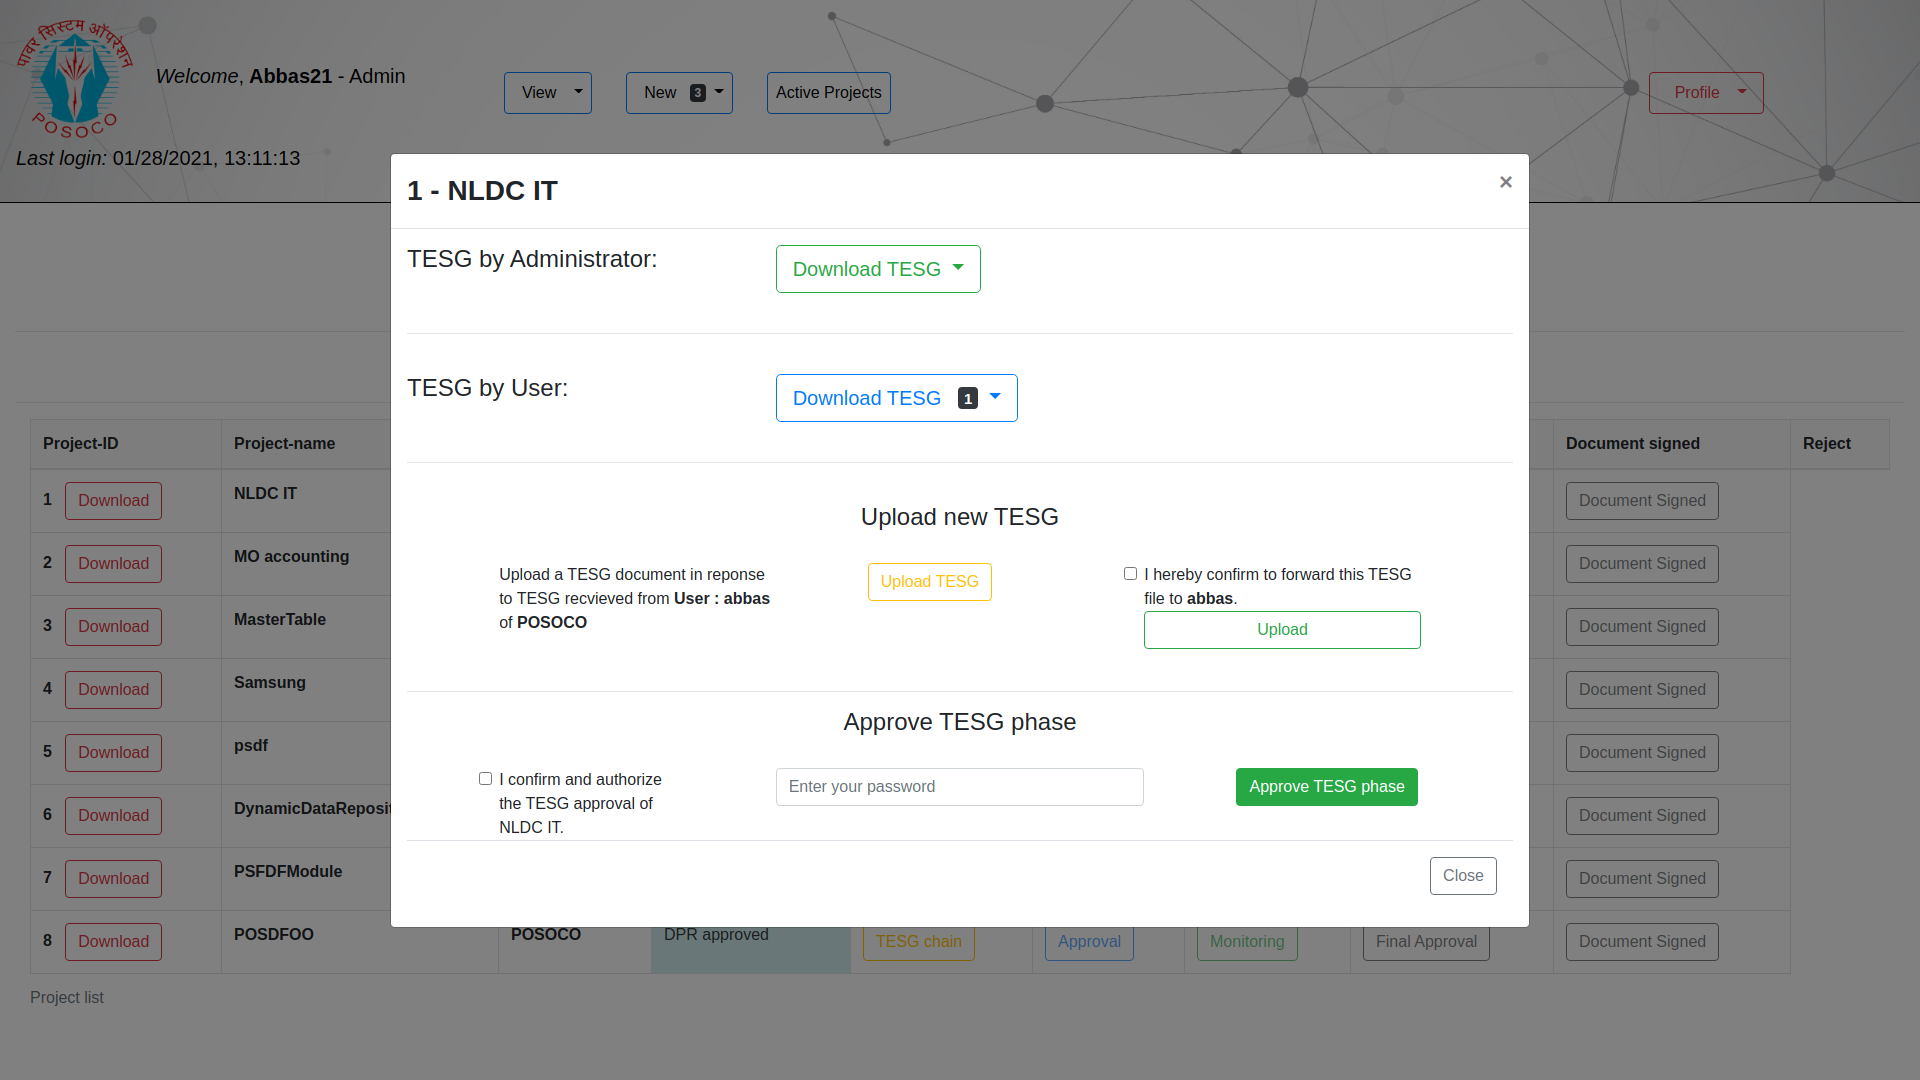 पावर सिस्टम ऑपरेशन
POSOCO
Welcome, Abbas21 - Admin
Last login: 01/28/2021, 13:11:13
View
New 3
Active Projects
Profile
1 - NLDC IT
×
TESG by Administrator:
Download TESG
TESG by User:
Download TESG 1
Upload new TESG
Upload a TESG document in reponse
to TESG recvieved from User : abbas
of POSOCO
Upload TESG
I hereby confirm to forward this TESG
file to abbas.
Upload
Approve TESG phase
I confirm and authorize
the TESG approval of
NLDC IT.
Enter your password
Approve TESG phase
Close
Project-ID Project-name Document signed Reject
1 Download NLDC IT Document Signed
2 Download MO accounting Document Signed
3 Download MasterTable Document Signed
4 Download Samsung Document Signed
5 Download psdf Document Signed
6 Download DynamicDataReposit Document Signed
7 Download PSFDFModule Document Signed
8 Download POSDFOO POSOCO DPR approved TESG chain Approval Monitoring Final Approval Document Signed
Project list